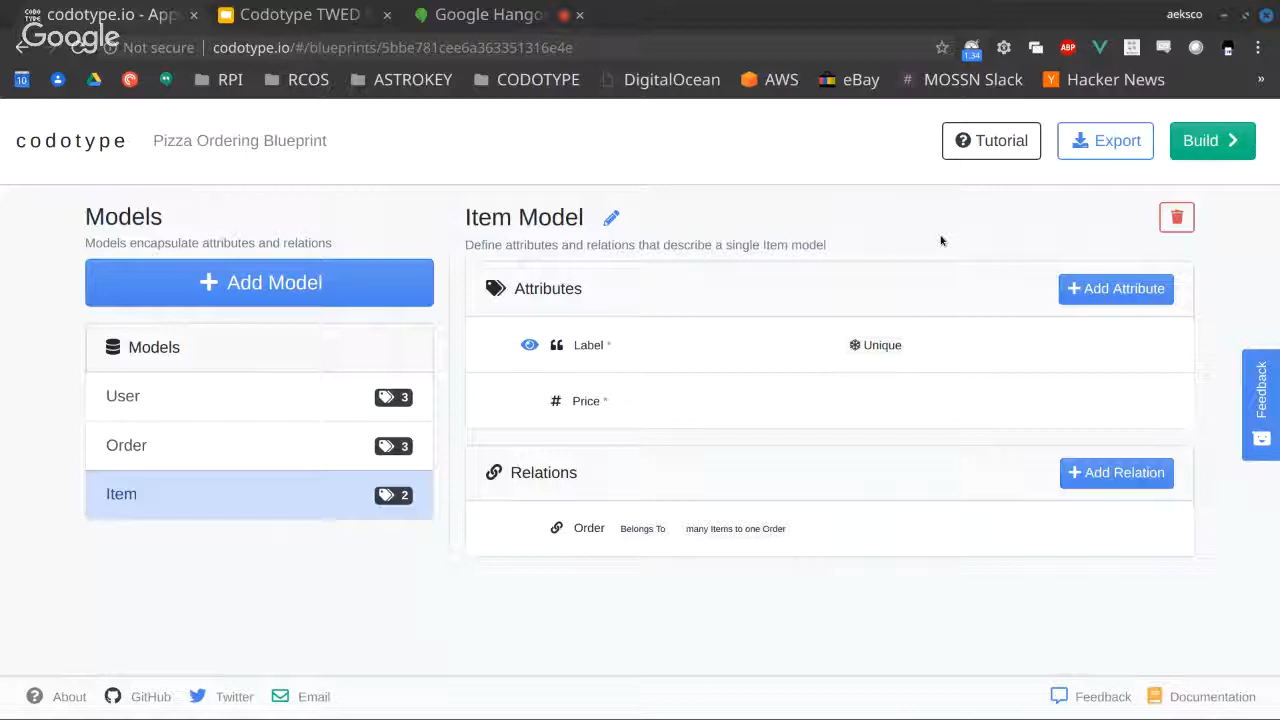 codotype.io - App × Codotype TWED × Google Hango × aeksco
Google
Not secure codotype.io/#/blueprints/5bbe781cee6a363351316e4e 1.34 ABP
10 RPI RCOS ASTROKEY CODOTYPE DigitalOcean AWS eBay # MOSSN Slack Y Hacker News »
codotype Pizza Ordering Blueprint Tutorial Export Build
Models
Models encapsulate attributes and relations
+ Add Model
Models
User 3
Order 3
Item 2
Item Model
Define attributes and relations that describe a single Item model
Attributes + Add Attribute
Label * Unique
# Price *
Relations + Add Relation
Order Belongs To many Items to one Order
Feedback
About GitHub Twitter Email Feedback Documentation